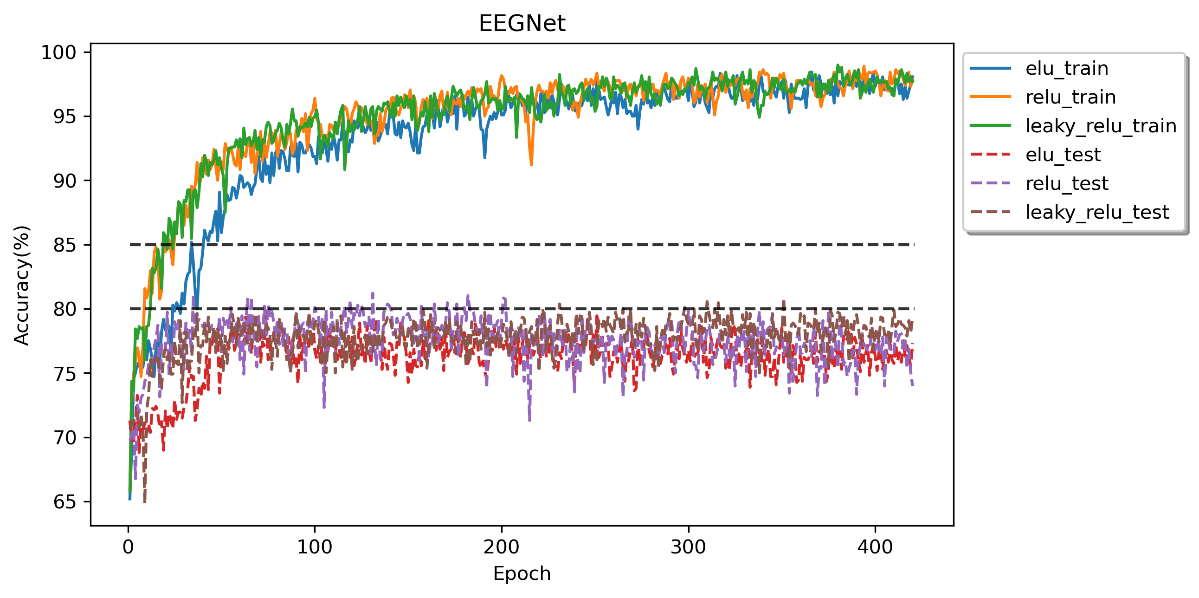 EEGNet
Accuracy(%)
100
95
90
85
80
75
70
65
0 100 200 300 400
Epoch
elu_train
relu_train
leaky_relu_train
elu_test
relu_test
leaky_relu_test